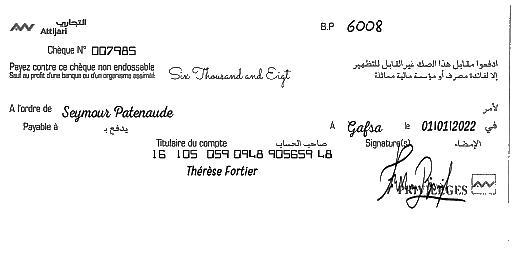 التجاري
Attijari
B.P 6008
Chèque N° 007985
Payez contre ce chèque non endossable
Sauf au profit d'une banque ou d'un organisme assimilé
Six Thousand and Eigt
ادفعوا مقابل هذا الصك غير القابل للتظهير
إلا لفائدة مصرف أو مؤسسة مالية مماثلة
A l'ordre de Seymour Patenaude
لأمر
Payable à يدفع بـ
A Gafsa le 01/01/2022 في
Titulaire du compte صاحب الحساب
Signature(s) الإمضاء
16 105 059 0948 905659 48
Thérèse Fortier
PRIVILEGES